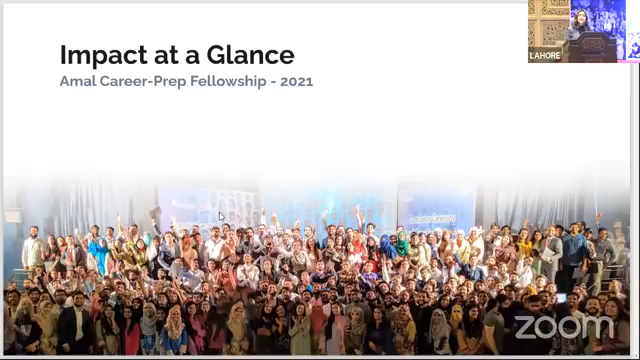 Impact at a Glance
Amal Career-Prep Fellowship - 2021
LAHORE
zoom